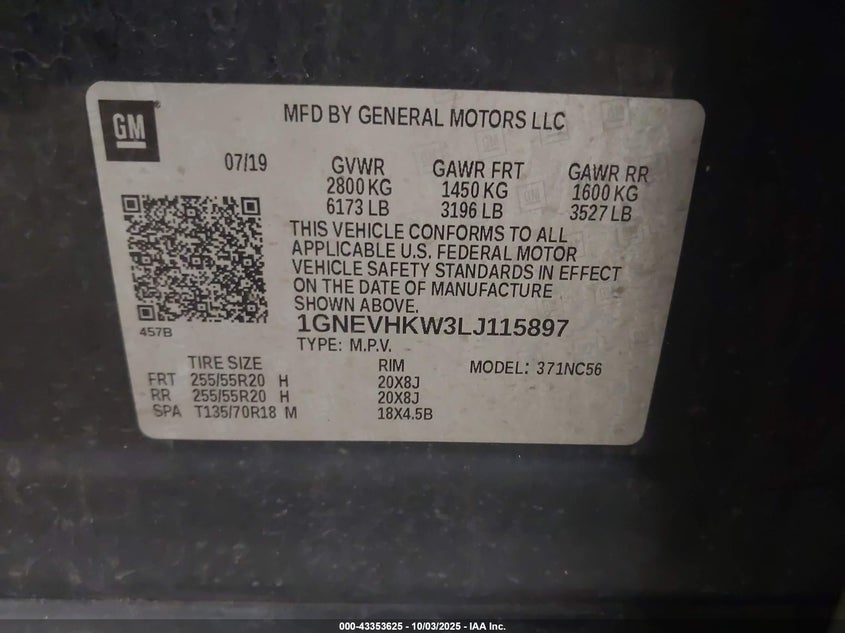 GM
MFD BY GENERAL MOTORS LLC
07/19 GVWR GAWR FRT GAWR RR
2800 KG 1450 KG 1600 KG
6173 LB 3196 LB 3527 LB
THIS VEHICLE CONFORMS TO ALL
APPLICABLE U.S. FEDERAL MOTOR
VEHICLE SAFETY STANDARDS IN EFFECT
ON THE DATE OF MANUFACTURE
SHOWN ABOVE.
1GNEVHKW3LJ115897
457B
TYPE: M.P.V.
TIRE SIZE RIM MODEL: 371NC56
FRT 255/55R20 H 20X8J
RR 255/55R20 H 20X8J
SPA T135/70R18 M 18X4.5B
000-43353625 - 10/03/2025 - IAA Inc.